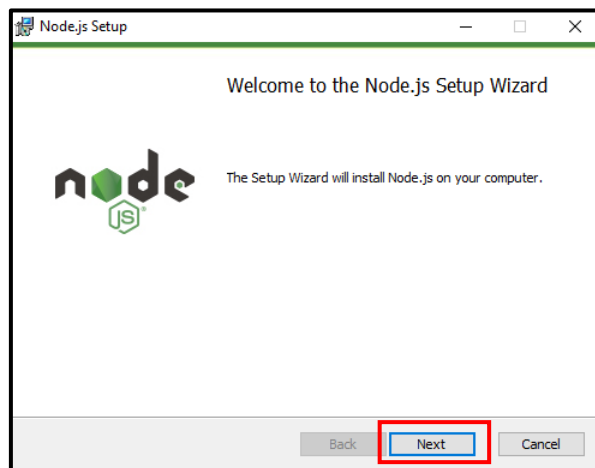 Node.js Setup
Welcome to the Node.js Setup Wizard
node
JS
The Setup Wizard will install Node.js on your computer.
Back Next Cancel